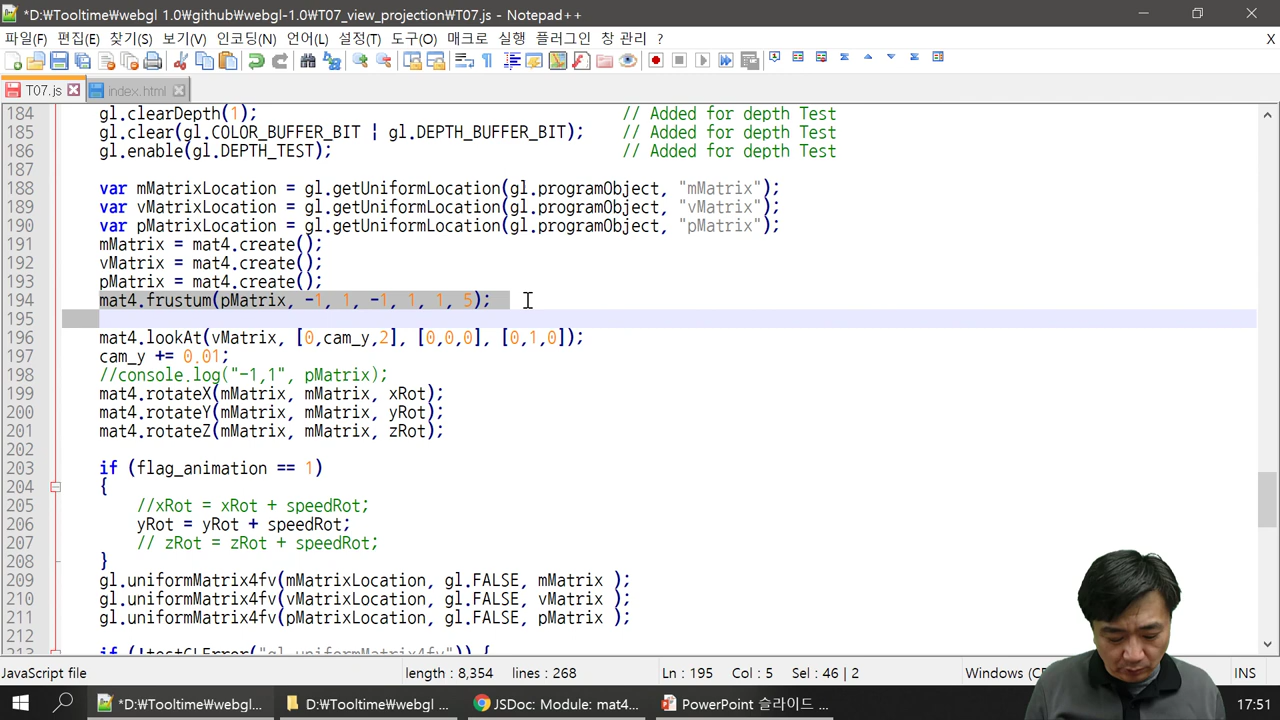 *D:₩Tooltime₩webgl 1.0₩github₩webgl-1.0₩T07_view_projection₩T07.js - Notepad++
파일(F) 편집(E) 찾기(S) 보기(V) 인코딩(N) 언어(L) 설정(T) 도구(O) 매크로 실행 플러그인 창 관리 ? X
T07.js index.html
184 gl.clearDepth(1); // Added for depth Test
185 gl.clear(gl.COLOR_BUFFER_BIT | gl.DEPTH_BUFFER_BIT); // Added for depth Test
186 gl.enable(gl.DEPTH_TEST); // Added for depth Test
187
188 var mMatrixLocation = gl.getUniformLocation(gl.programObject, "mMatrix");
189 var vMatrixLocation = gl.getUniformLocation(gl.programObject, "vMatrix");
190 var pMatrixLocation = gl.getUniformLocation(gl.programObject, "pMatrix");
191 mMatrix = mat4.create();
192 vMatrix = mat4.create();
193 pMatrix = mat4.create();
194 mat4.frustum(pMatrix, -1, 1, -1, 1, 1, 5);
195
196 mat4.lookAt(vMatrix, [0,cam_y,2], [0,0,0], [0,1,0]);
197 cam_y += 0.01;
198 //console.log("-1,1", pMatrix);
199 mat4.rotateX(mMatrix, mMatrix, xRot);
200 mat4.rotateY(mMatrix, mMatrix, yRot);
201 mat4.rotateZ(mMatrix, mMatrix, zRot);
202
203 if (flag_animation == 1)
204 {
205 //xRot = xRot + speedRot;
206 yRot = yRot + speedRot;
207 // zRot = zRot + speedRot;
208 }
209 gl.uniformMatrix4fv(mMatrixLocation, gl.FALSE, mMatrix );
210 gl.uniformMatrix4fv(vMatrixLocation, gl.FALSE, vMatrix );
211 gl.uniformMatrix4fv(pMatrixLocation, gl.FALSE, pMatrix );
212
213 if (!testGLError("gl.uniformMatrix4fv")) {
JavaScript file length : 8,354 lines : 268 Ln : 195 Col : 5 Sel : 46 | 2 Windows (CR INS
*D:₩Tooltime₩webgl... D:₩Tooltime₩webgl ... JSDoc: Module: mat4... PowerPoint 슬라이드 ... 17:51